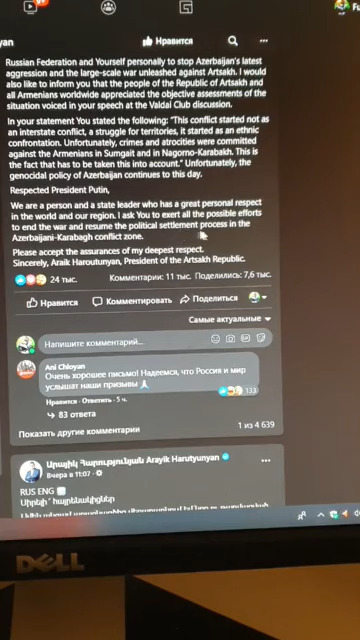 yan
Нравится
Russian Federation and Yourself personally to stop Azerbaijan's latest
aggression and the large-scale war unleashed against Artsakh. I would
also like to inform you that the people of the Republic of Artsakh and
all Armenians worldwide appreciated the objective assessments of the
situation voiced in your speech at the Valdai Club discussion.
In your statement You stated the following: "This conflict started not as
an interstate conflict, a struggle for territories, it started as an ethnic
confrontation. Unfortunately, crimes and atrocities were committed
against the Armenians in Sumgait and in Nagorno-Karabakh. This is
the fact that has to be taken this into account." Unfortunately, the
genocidal policy of Azerbaijan continues to this day.
Respected President Putin,
We are a person and a state leader who has a great personal respect
in the world and our region. I ask You to exert all the possible efforts
to end the war and resume the political settlement process in the
Azerbaijani-Karabagh conflict zone.
Please accept the assurances of my deepest respect.
Sincerely, Araik Haroutunyan, President of the Artsakh Republic.
24 тыс. Комментарии: 11 тыс. Поделились: 7,6 тыс.
Нравится Комментировать Поделиться
Самые актуальные
Напишите комментарий...
Ani Chloyan
Очень хорошее письмо! Надеемся, что Россия и мир
услышат наши призывы
133
Нравится · Ответить · 5 ч.
83 ответа
Показать другие комментарии 1 из 4 639
Արայիկ Հարությունյան Arayik Harutyunyan
Вчера в 11:07
RUS ENG
Սիրելի՛ հայրենակիցներ
DELL